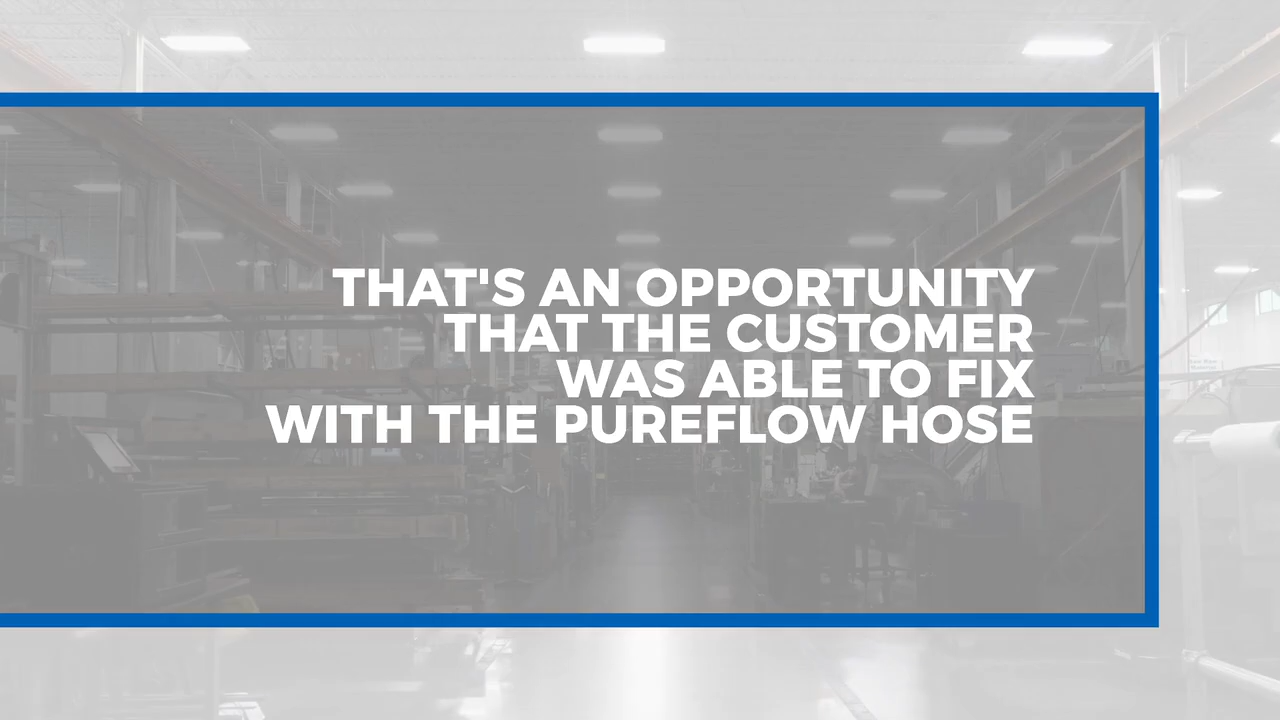 THAT'S AN OPPORTUNITY
THAT THE CUSTOMER
WAS ABLE TO FIX
WITH THE PUREFLOW HOSE